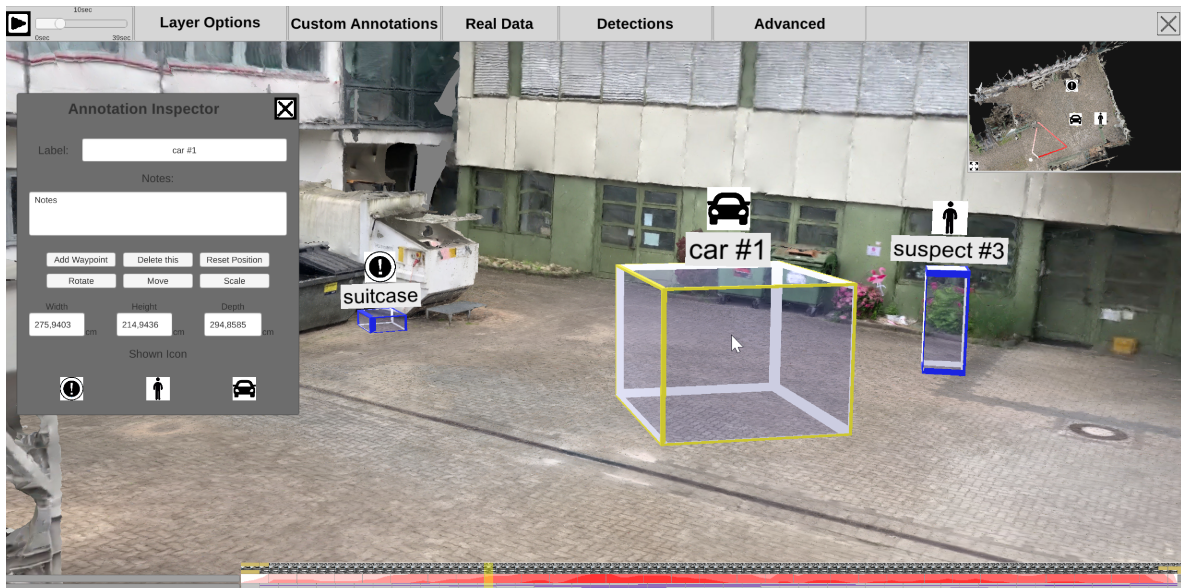 10sec
0sec 39sec
Layer Options Custom Annotations Real Data Detections Advanced
Annotation Inspector
Label: car #1
Notes:
Notes
Add Waypoint Delete this Reset Position
Rotate Move Scale
Width Height Depth
275,9403 cm 214,9436 cm 294,8585 cm
Shown Icon
suitcase
car #1
suspect #3